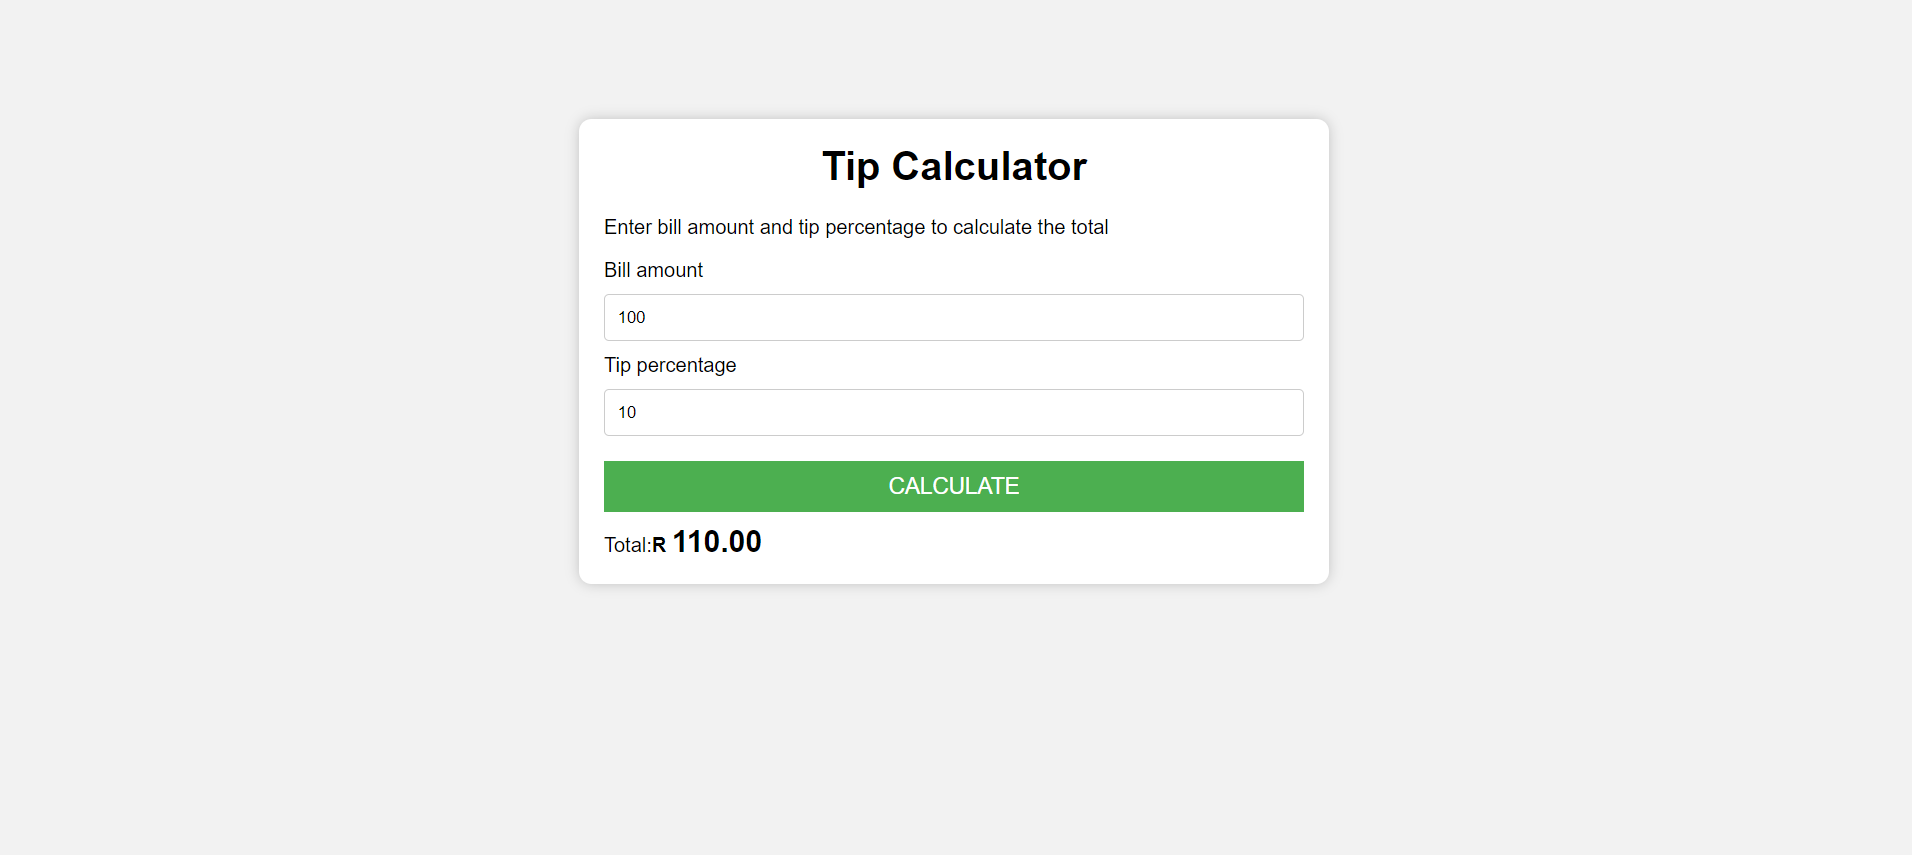 Tip Calculator
Enter bill amount and tip percentage to calculate the total
Bill amount
100
Tip percentage
10
CALCULATE
Total:R 110.00